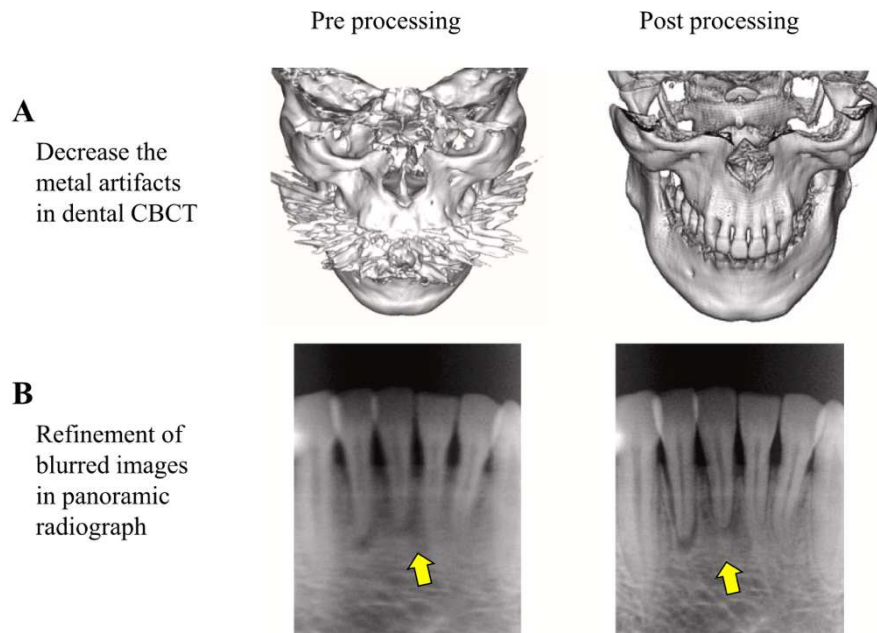 Pre processing
Post processing
A
Decrease the
metal artifacts
in dental CBCT
B
Refinement of
blurred images
in panoramic
radiograph